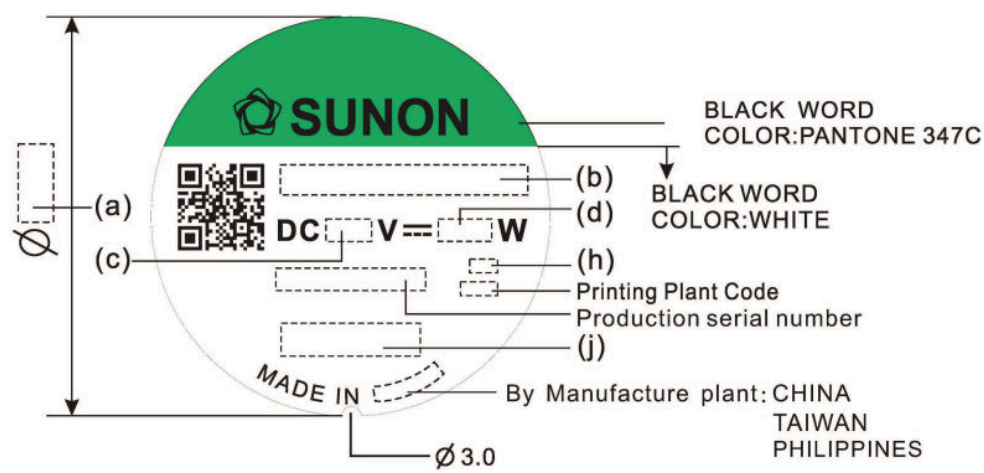 SUNON
BLACK WORD
COLOR:PANTONE 347C
(b)
BLACK WORD
COLOR:WHITE
(a)
(d)
DC V W
(c)
(h)
Printing Plant Code
Production serial number
(j)
MADE IN
By Manufacture plant: CHINA
TAIWAN
PHILIPPINES
Ø
Ø 3.0